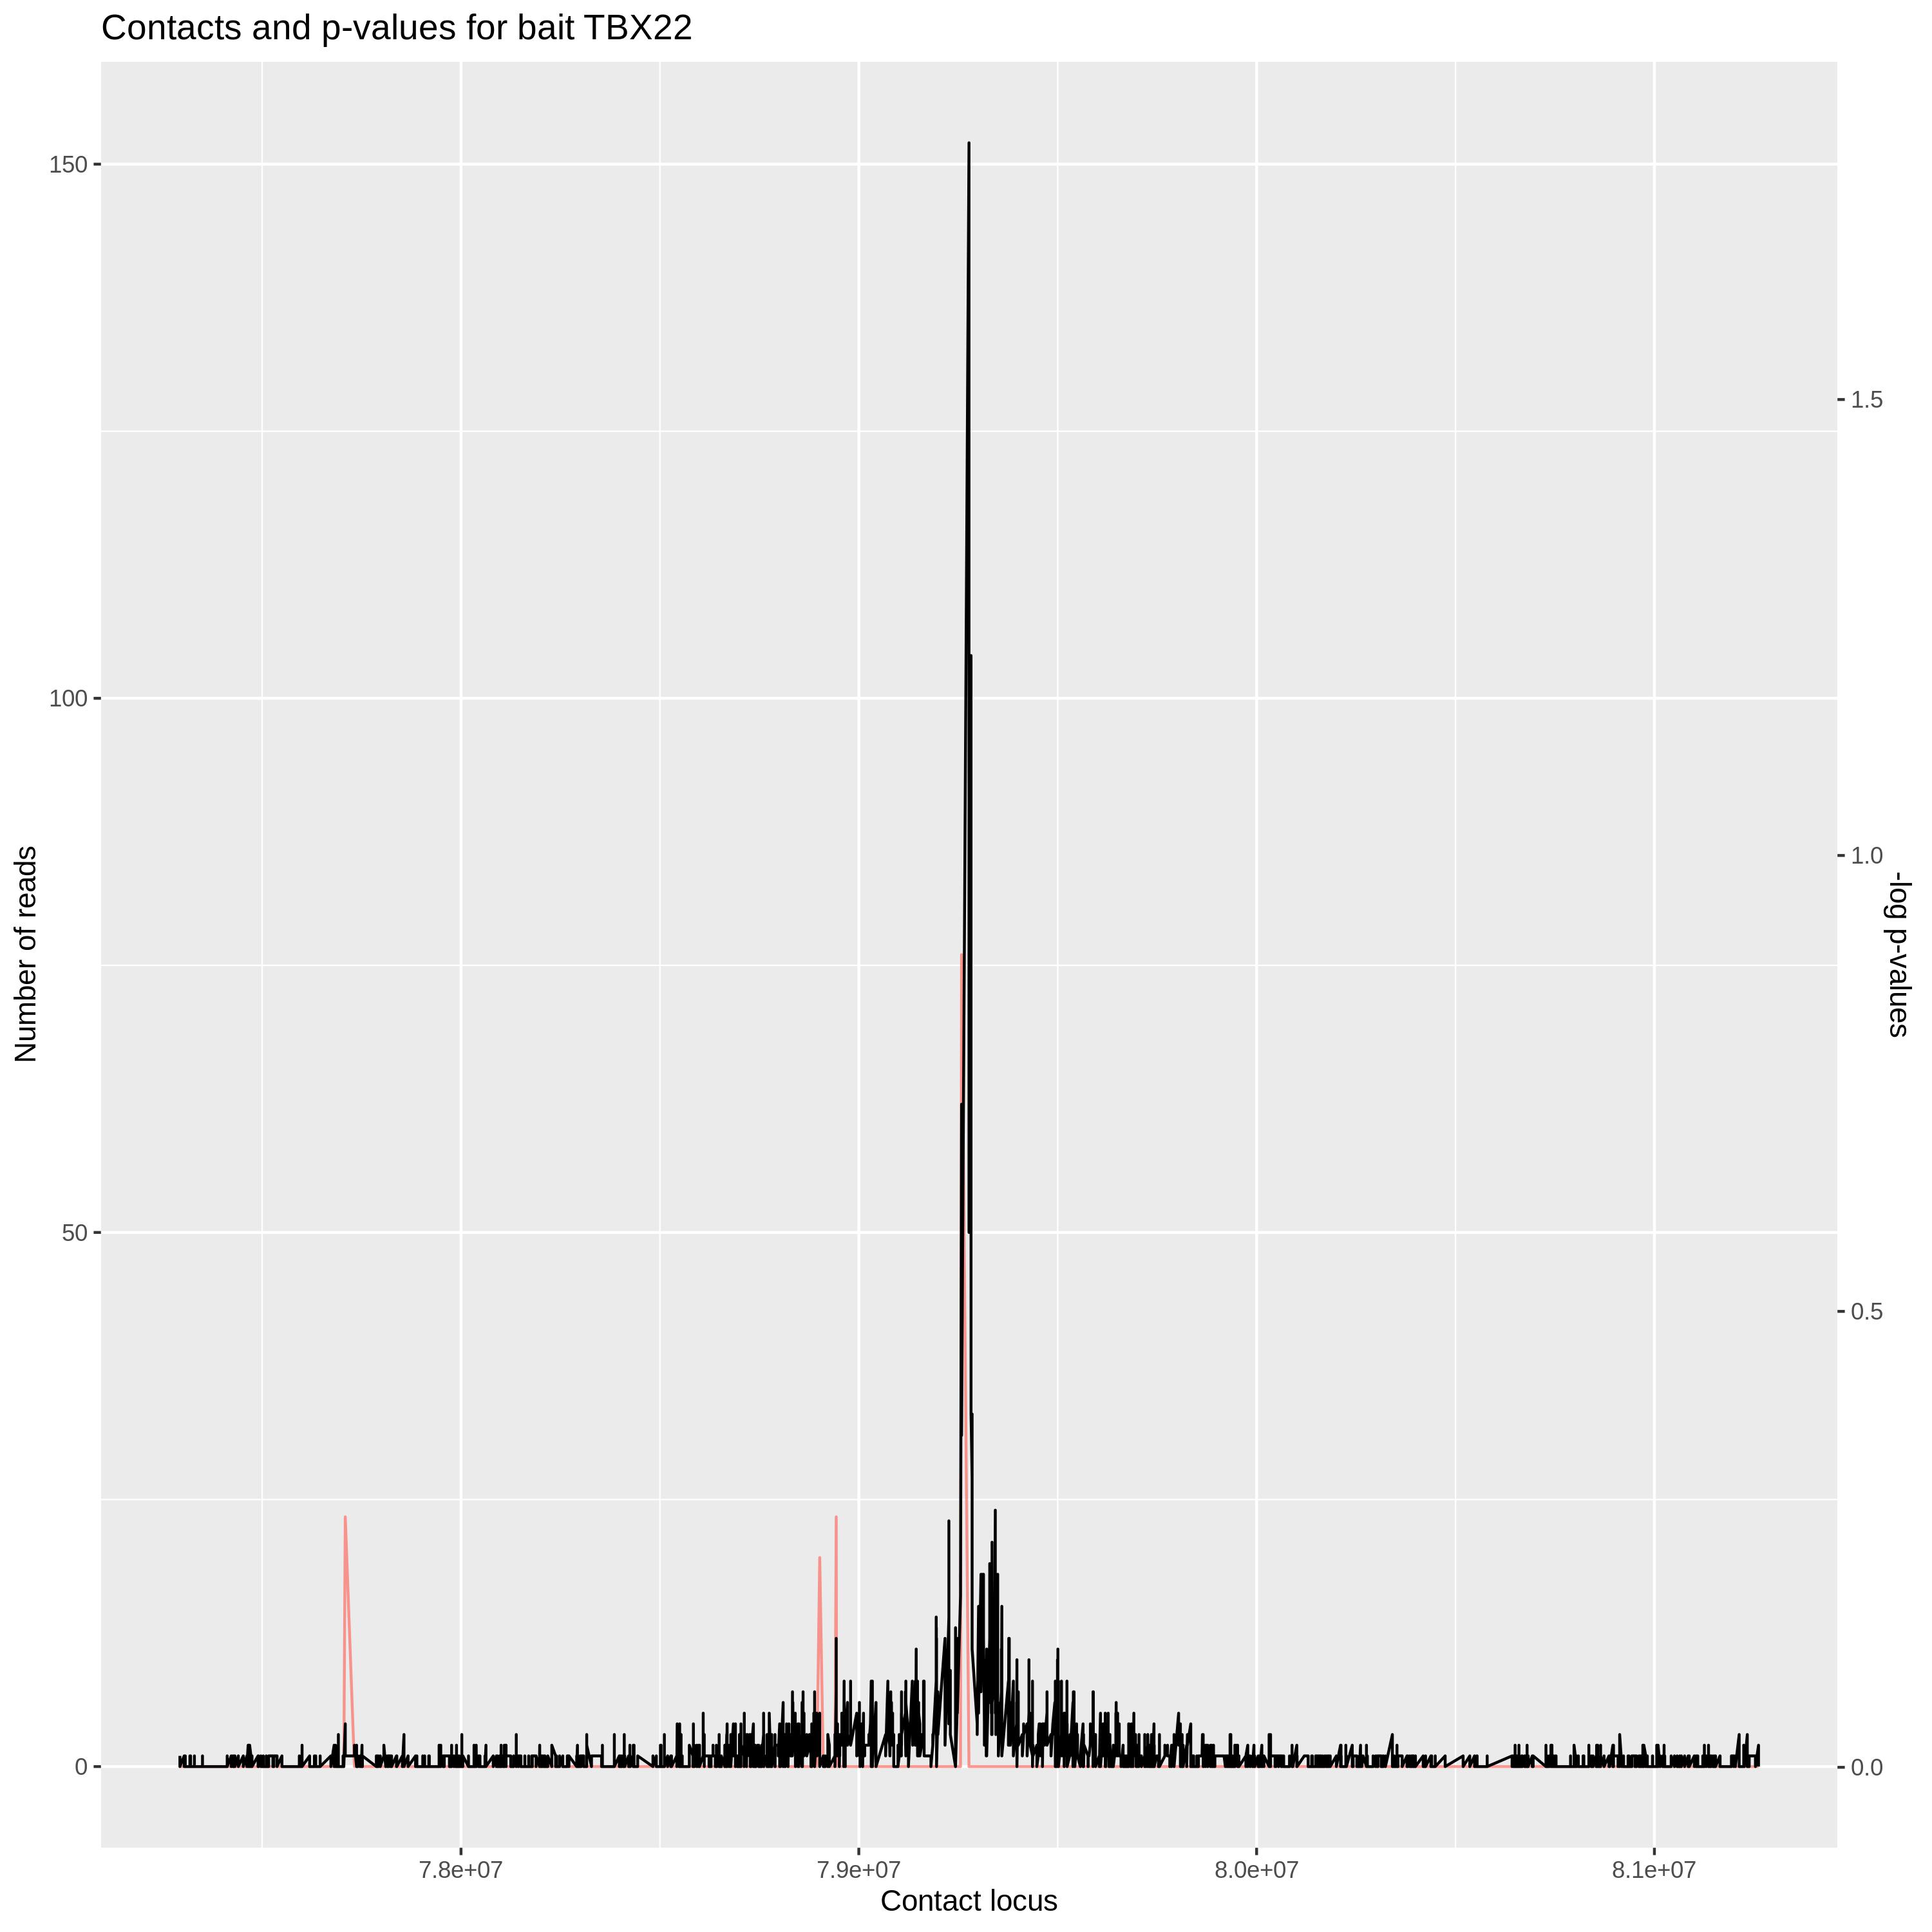 Contacts and p-values for bait TBX22
150
100
50
0
Number of reads
1.5
1.0
0.5
0.0
-log p-values
7.8e+07
7.9e+07
8.0e+07
8.1e+07
Contact locus